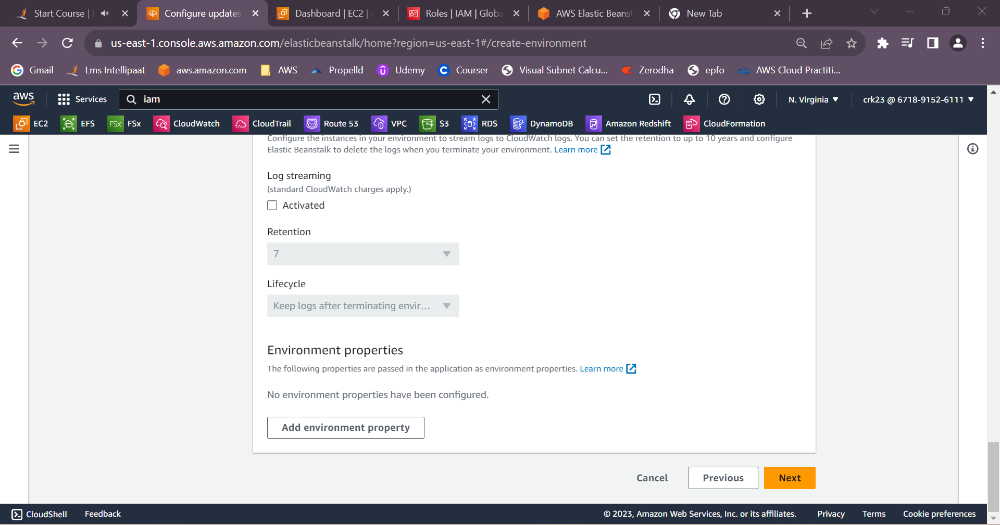 Start Course |
Configure updates,
Dashboard | EC2 |
Roles | IAM | Globa
AWS Elastic Beanst
New Tab
us-east-1.console.aws.amazon.com/elasticbeanstalk/home?region=us-east-1#/create-environment
Gmail
Lms Intellipaat
aws.amazon.com
AWS
Propelld
Udemy
Courser
Visual Subnet Calcu...
Zerodha
epfo
AWS Cloud Practiti...
aws
Services
iam
N. Virginia
crk23 @ 6718-9152-6111
EC2
EFS
FSx
FSx
CloudWatch
CloudTrail
53
Route 53
VPC
S3
RDS
DynamoDB
Amazon Redshift
CloudFormation
Configure the instances in your environment to stream logs to CloudWatch logs. You can set the retention to up to 10 years and configure
Elastic Beanstalk to delete the logs when you terminate your environment. Learn more
Log streaming
(standard CloudWatch charges apply.)
Activated
Retention
7
Lifecycle
Keep logs after terminating envir...
Environment properties
The following properties are passed in the application as environment properties. Learn more
No environment properties have been configured.
Add environment property
Cancel
Previous
Next
CloudShell
Feedback
© 2023, Amazon Web Services, Inc. or its affiliates.
Privacy
Terms
Cookie preferences